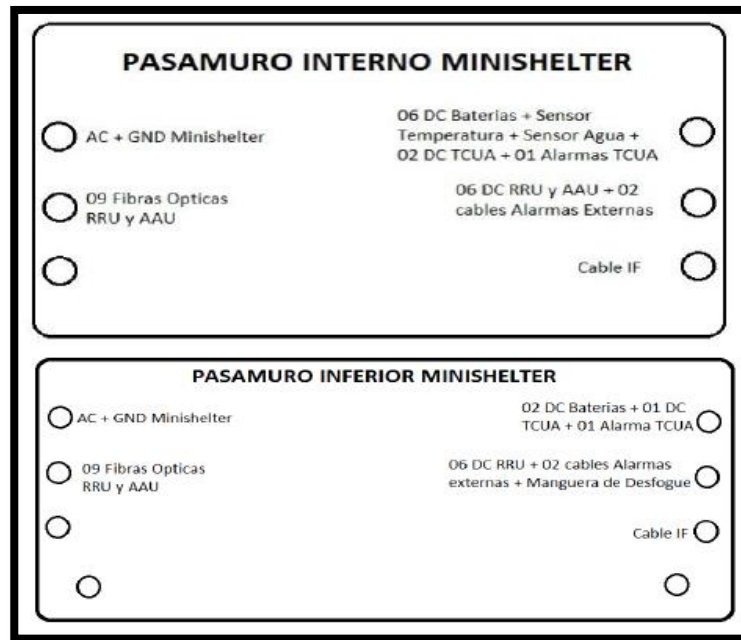 PASAMURO INTERNO MINISHELTER
AC + GND Minishelter
09 Fibras Opticas
RRU y AAU
06 DC Baterias + Sensor
Temperatura + Sensor Agua +
02 DC TCUA + 01 Alarmas TCUA
06 DC RRU y AAU + 02
cables Alarmas Externas
Cable IF
PASAMURO INFERIOR MINISHELTER
AC + GND Minishelter
09 Fibras Opticas
RRU y AAU
02 DC Baterias + 01 DC
TCUA + 01 Alarma TCUA
06 DC RRU + 02 cables Alarmas
externas + Manguera de Desfogue
Cable IF